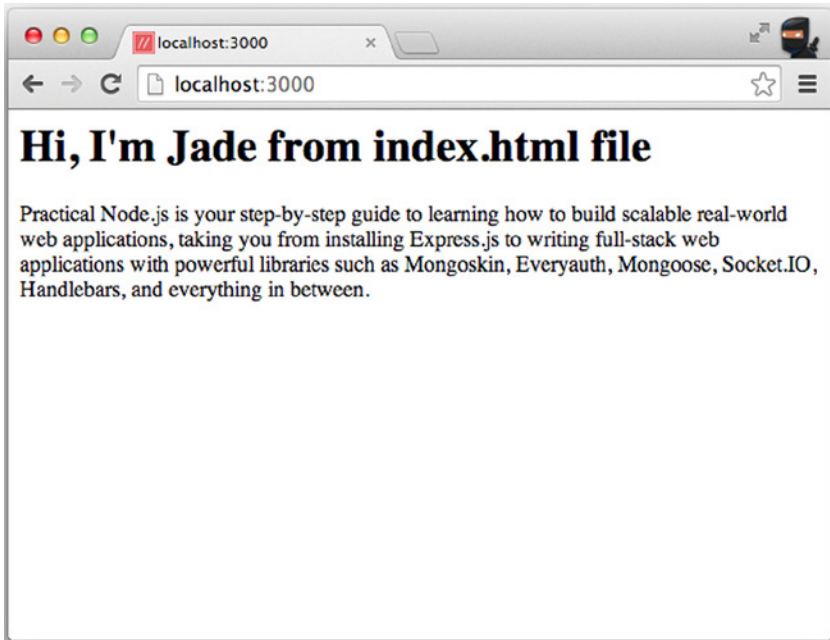 localhost:3000
localhost:3000
Hi, I'm Jade from index.html file
Practical Node.js is your step-by-step guide to learning how to build scalable real-world
web applications, taking you from installing Express.js to writing full-stack web
applications with powerful libraries such as Mongoskin, Everyauth, Mongoose, Socket.IO,
Handlebars, and everything in between.